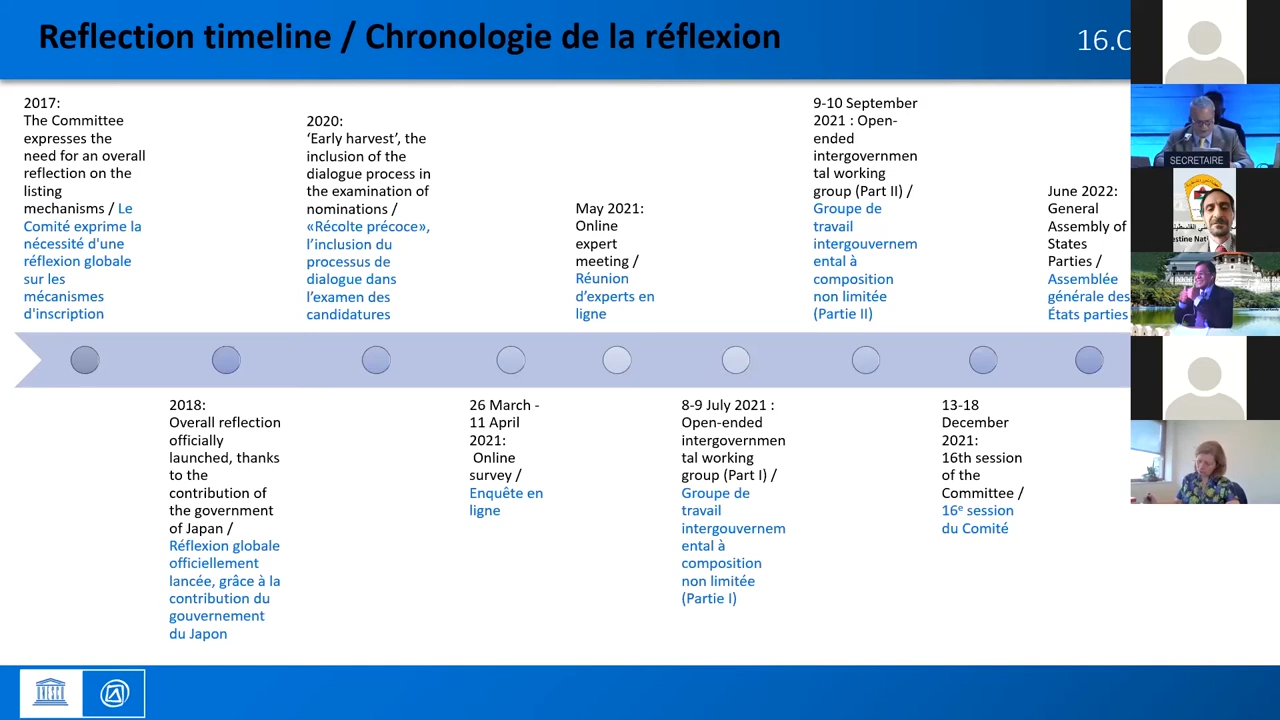 Reflection timeline / Chronologie de la réflexion
16.C
2017:
The Committee
expresses the
need for an overall
reflection on the
listing
mechanisms / Le
Comité exprime la
nécessité d'une
réflexion globale
sur les
mécanismes
d'inscription
2020:
‘Early harvest’, the
inclusion of the
dialogue process in
the examination of
nominations /
«Récolte précoce»,
l’inclusion du
processus de
dialogue dans
l’examen des
candidatures
May 2021:
Online
expert
meeting /
Réunion
d’experts en
ligne
9-10 September
2021 : Open-
ended
intergovernmen
tal working
group (Part II) /
Groupe de
travail
intergouvernem
ental à
composition
non limitée
(Partie II)
June 2022:
General
Assembly of
States
Parties /
Assemblée
générale des
États parties
2018:
Overall reflection
officially
launched, thanks
to the
contribution of
the government
of Japan /
Réflexion globale
officiellement
lancée, grâce à la
contribution du
gouvernement
du Japon
26 March -
11 April
2021:
Online
survey /
Enquête en
ligne
8-9 July 2021 :
Open-ended
intergovernmen
tal working
group (Part I) /
Groupe de
travail
intergouvernem
ental à
composition
non limitée
(Partie I)
13-18
December
2021:
16th session
of the
Committee /
16e session
du Comité
SECRETAIRE
UNESCO